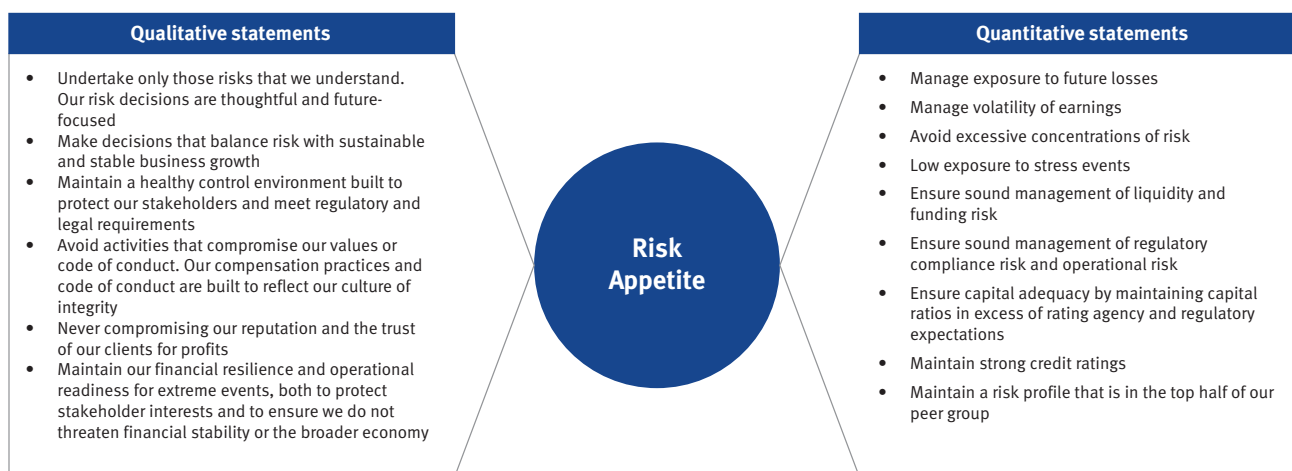 Qualitative statements
• Undertake only those risks that we understand.
Our risk decisions are thoughtful and future-
focused
• Make decisions that balance risk with sustainable
and stable business growth
• Maintain a healthy control environment built to
protect our stakeholders and meet regulatory and
legal requirements
• Avoid activities that compromise our values or
code of conduct. Our compensation practices and
code of conduct are built to reflect our culture of
integrity
• Never compromising our reputation and the trust
of our clients for profits
• Maintain our financial resilience and operational
readiness for extreme events, both to protect
stakeholder interests and to ensure we do not
threaten financial stability or the broader economy
Risk
Appetite
Quantitative statements
• Manage exposure to future losses
• Manage volatility of earnings
• Avoid excessive concentrations of risk
• Low exposure to stress events
• Ensure sound management of liquidity and
funding risk
• Ensure sound management of regulatory
compliance risk and operational risk
• Ensure capital adequacy by maintaining capital
ratios in excess of rating agency and regulatory
expectations
• Maintain strong credit ratings
• Maintain a risk profile that is in the top half of our
peer group